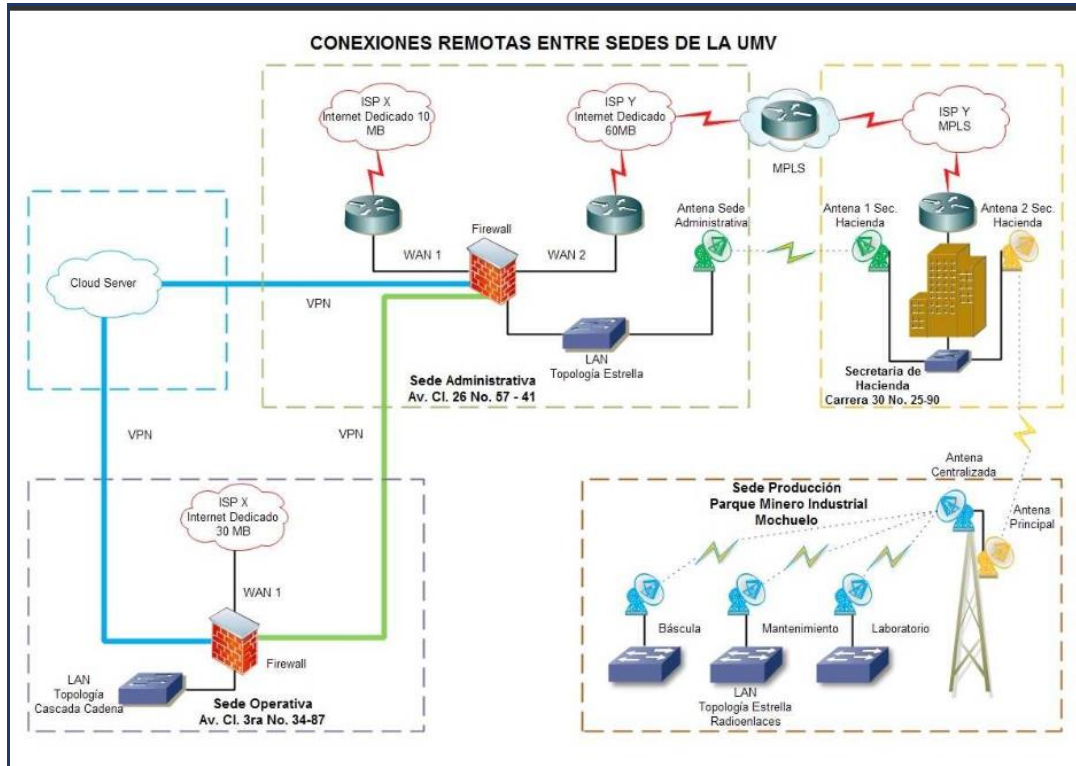 CONEXIONES REMOTAS ENTRE SEDES DE LA UMV
ISP X
Internet Dedicado 10
MB
ISP Y
Internet Dedicado
60MB
MPLS
ISP Y
MPLS
Firewall
WAN 1
WAN 2
Antena Sede
Administrativa
Antena 1 Sec.
Hacienda
Antena 2 Sec.
Hacienda
Cloud Server
VPN
LAN
Topología Estrella
Sede Administrativa
Av. Cl. 26 No. 57 - 41
Secretaria de
Hacienda
Carrera 30 No. 25-90
VPN
VPN
ISP X
Internet Dedicado
30 MB
WAN 1
Firewall
LAN
Topología
Cascada Cadena
Sede Operativa
Av. Cl. 3ra No. 34-87
Sede Producción
Parque Minero Industrial
Mochuelo
Antena
Centralizada
Antena
Principal
Báscula
Mantenimiento
Laboratorio
LAN
Topología Estrella
Radioenlaces